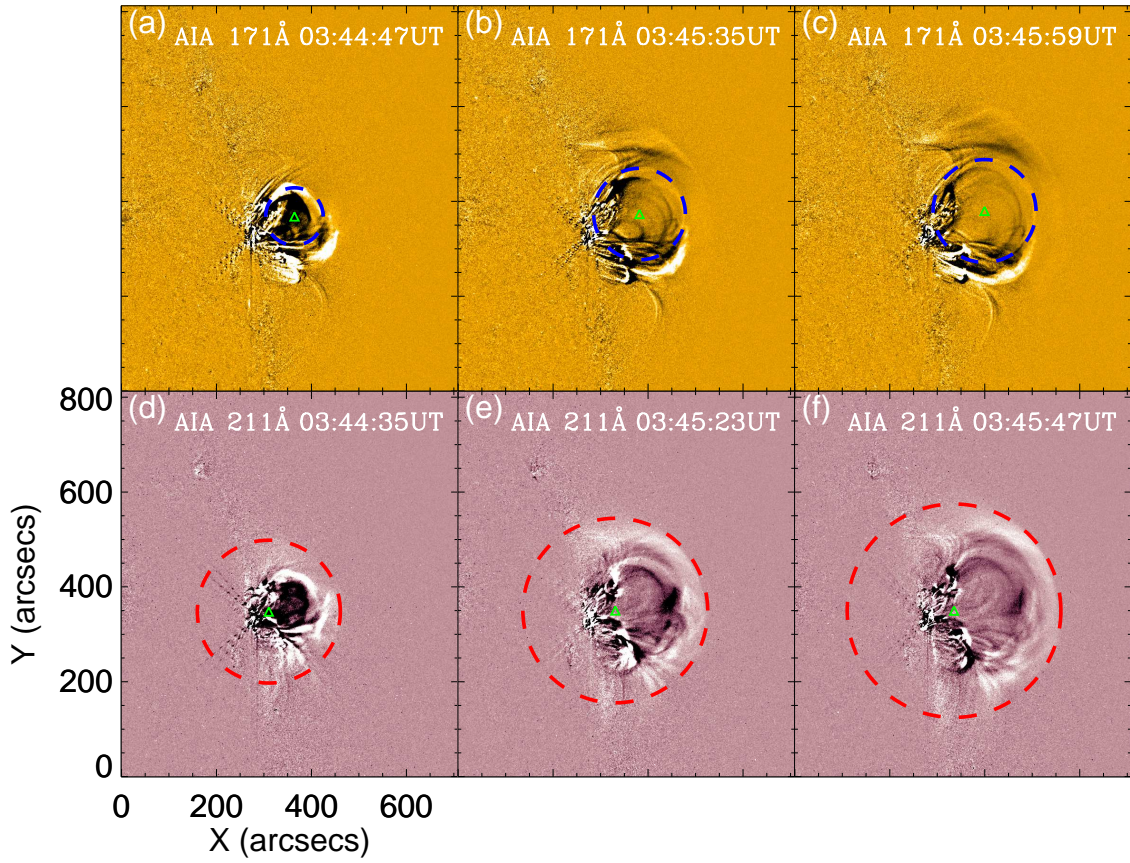 (a) AIA 171Å 03:44:47UT
(b) AIA 171Å 03:45:35UT
(c) AIA 171Å 03:45:59UT
(d) AIA 211Å 03:44:35UT
(e) AIA 211Å 03:45:23UT
(f) AIA 211Å 03:45:47UT
800
600
400
200
0
Y (arcsecs)
0 200 400 600
X (arcsecs)